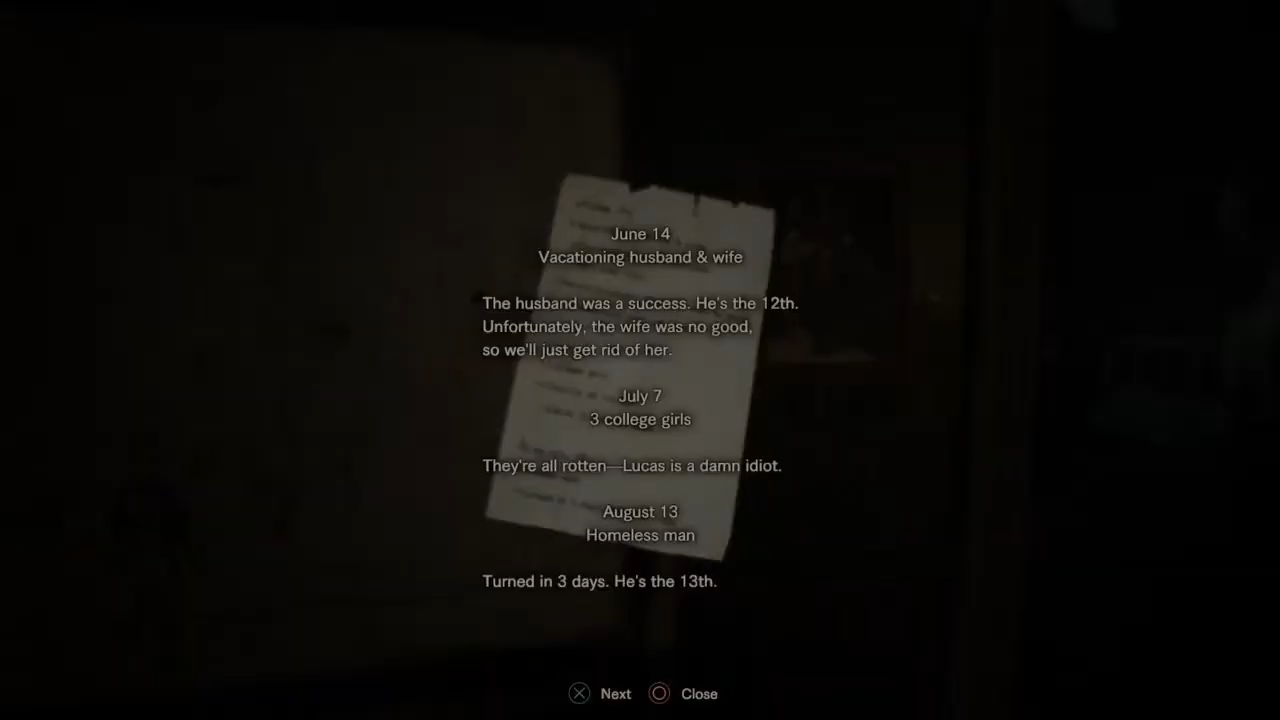 June 14
Vacationing husband & wife
The husband was a success. He's the 12th.
Unfortunately, the wife was no good,
so we'll just get rid of her.
July 7
3 college girls
They're all rotten—Lucas is a damn idiot.
August 13
Homeless man
Turned in 3 days. He's the 13th.
Next Close